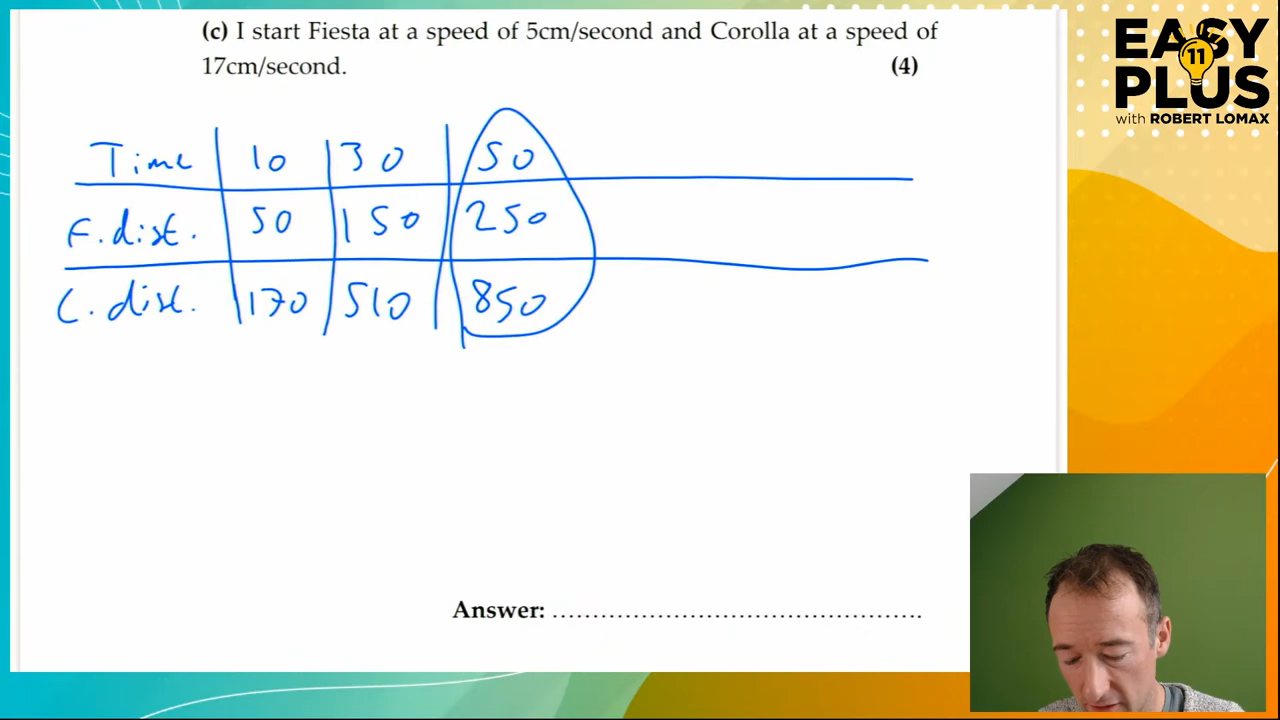 (c) I start Fiesta at a speed of 5cm/second and Corolla at a speed of
17cm/second. (4)
EASY
11
PLUS
with ROBERT LOMAX
Time 10 30 50
F.dist. 50 150 250
C.dist. 170 510 850
Answer: ............................................